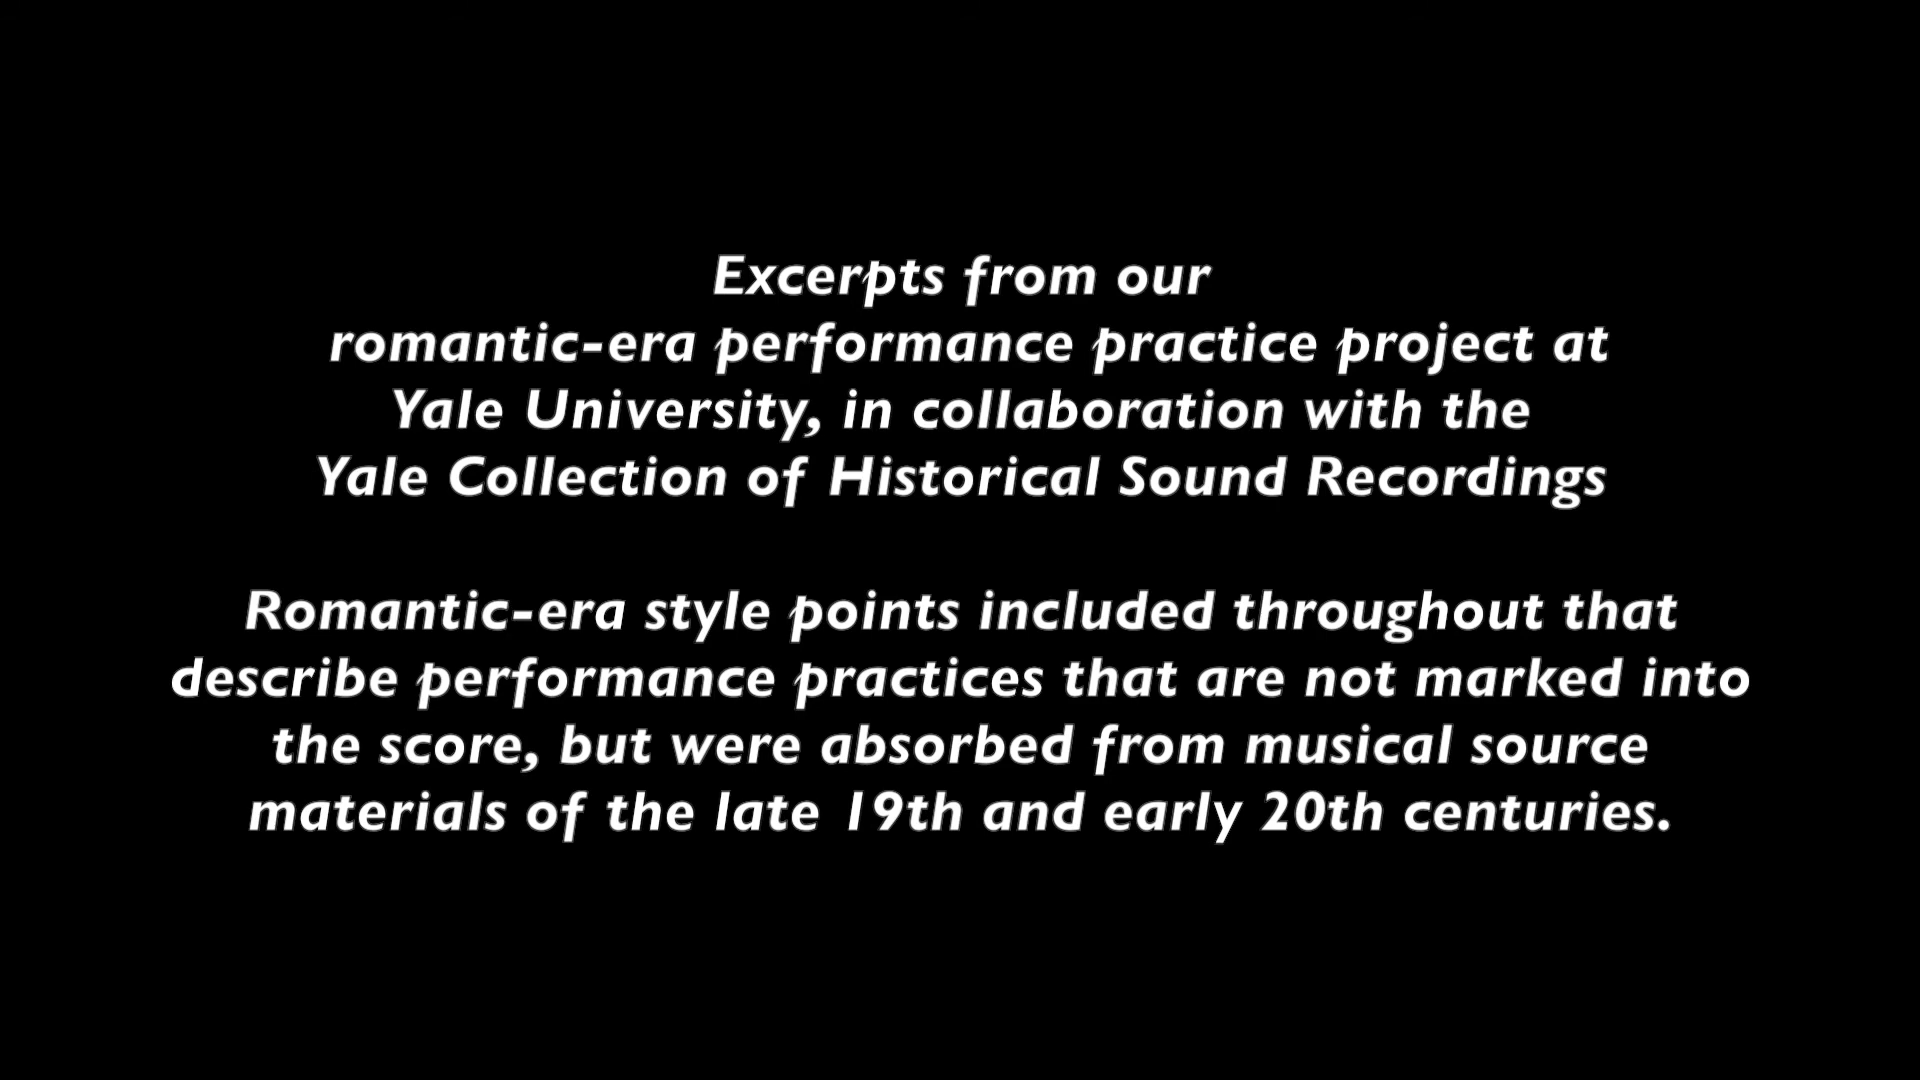 Excerpts from our
romantic-era performance practice project at
Yale University, in collaboration with the
Yale Collection of Historical Sound Recordings
Romantic-era style points included throughout that
describe performance practices that are not marked into
the score, but were absorbed from musical source
materials of the late 19th and early 20th centuries.